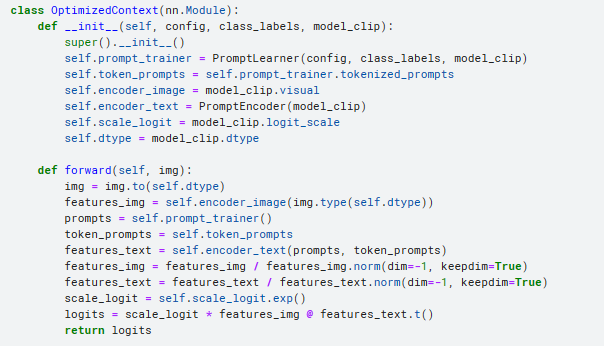 class OptimizedContext(nn.Module):
    def __init__(self, config, class_labels, model_clip):
        super().__init__()
        self.prompt_trainer = PromptLearner(config, class_labels, model_clip)
        self.token_prompts = self.prompt_trainer.tokenized_prompts
        self.encoder_image = model_clip.visual
        self.encoder_text = PromptEncoder(model_clip)
        self.scale_logit = model_clip.logit_scale
        self.dtype = model_clip.dtype

    def forward(self, img):
        img = img.to(self.dtype)
        features_img = self.encoder_image(img.type(self.dtype))
        prompts = self.prompt_trainer()
        token_prompts = self.token_prompts
        features_text = self.encoder_text(prompts, token_prompts)
        features_img = features_img / features_img.norm(dim=-1, keepdim=True)
        features_text = features_text / features_text.norm(dim=-1, keepdim=True)
        scale_logit = self.scale_logit.exp()
        logits = scale_logit * features_img @ features_text.t()
        return logits